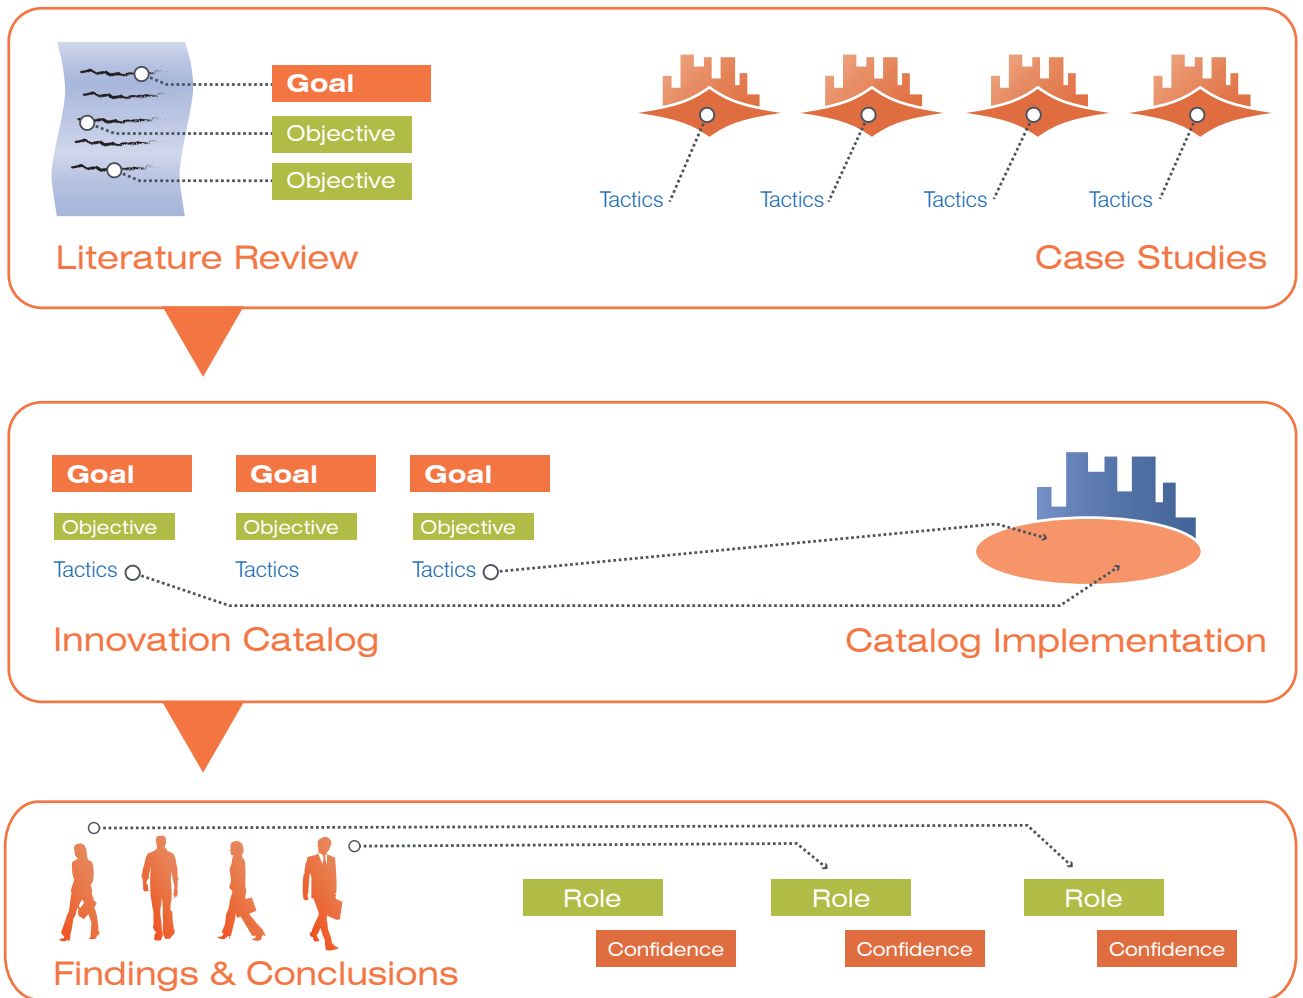 Goal
Objective
Objective
Tactics Tactics Tactics Tactics
Literature Review
Case Studies
Goal Goal Goal
Objective Objective Objective
Tactics Tactics Tactics
Innovation Catalog
Catalog Implementation
Role Role Role
Confidence Confidence Confidence
Findings & Conclusions